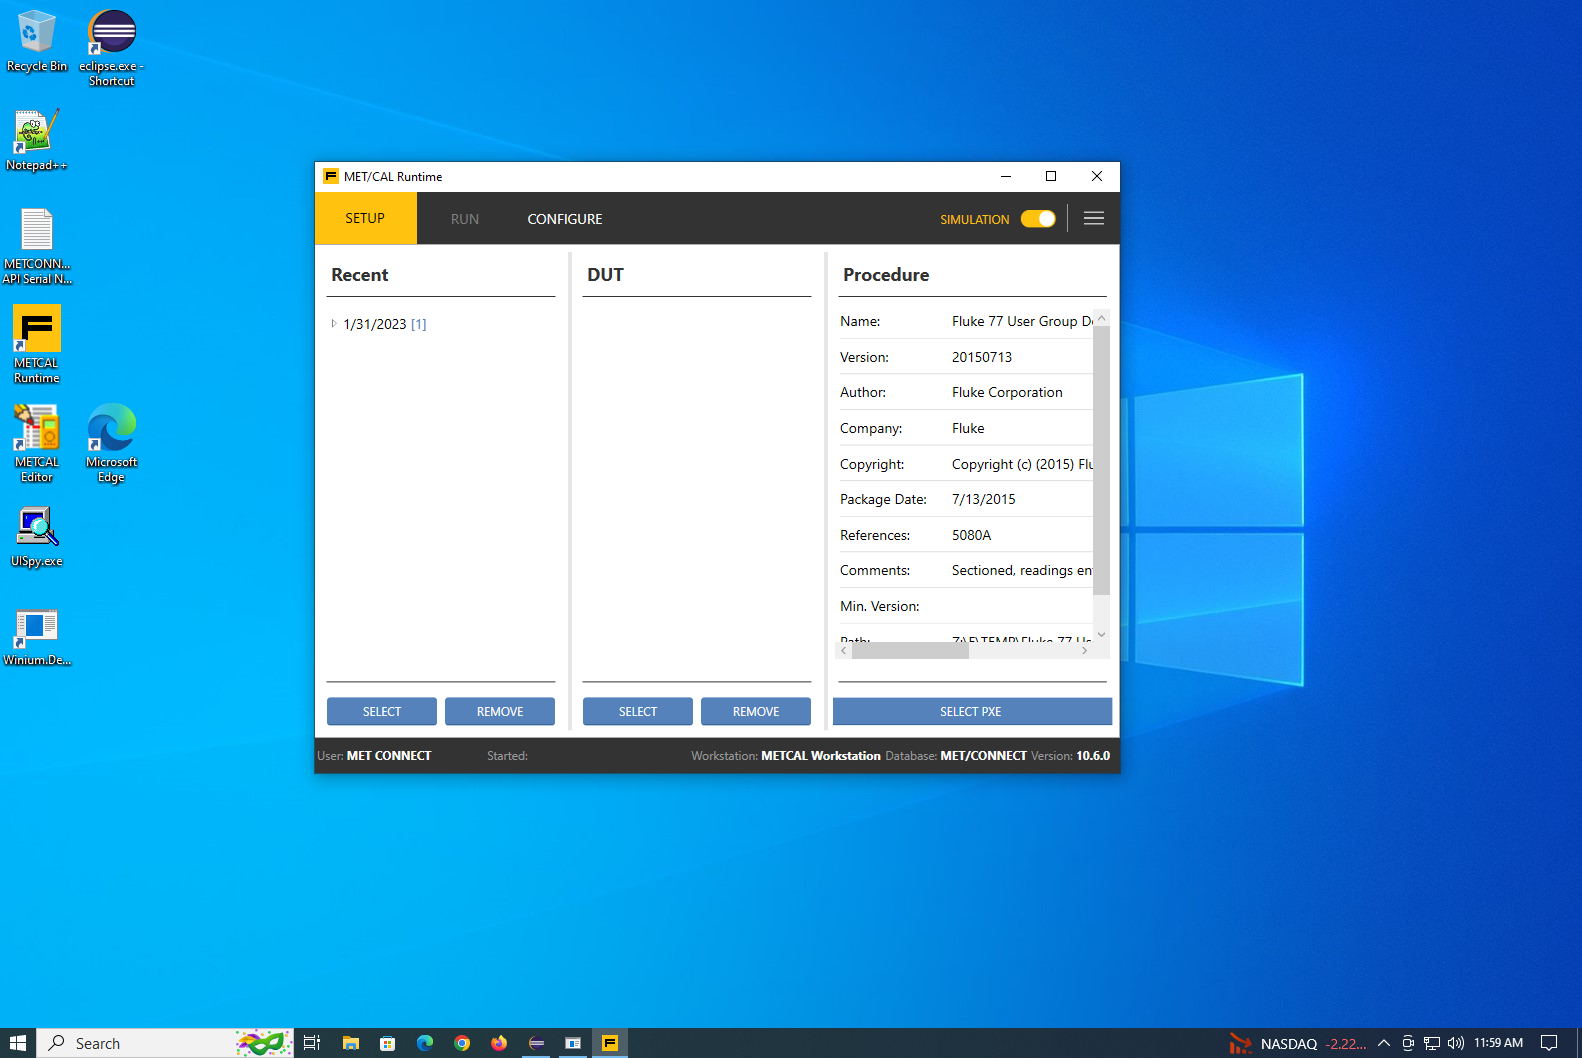 Recycle Bin
eclipse.exe -
Shortcut
Notepad++
METCONN...
API Serial N...
METCAL
Runtime
METCAL
Editor
Microsoft
Edge
UISpy.exe
Winium.De...
MET/CAL Runtime
SETUP
RUN
CONFIGURE
SIMULATION
Recent
1/31/2023 [1]
SELECT
REMOVE
DUT
SELECT
REMOVE
Procedure
Name: Fluke 77 User Group
Version: 20150713
Author: Fluke Corporation
Company: Fluke
Copyright: Copyright (c) (2015)
Package Date: 7/13/2015
References: 5080A
Comments: Sectioned, readings
Min. Version:
Path: Z:\F\TEMP\Fluke 77
SELECT PXE
User: MET CONNECT
Started:
Workstation: METCAL Workstation Database: MET/CONNECT Version: 10.6.0
Search
NASDAQ -2.22...
11:59 AM